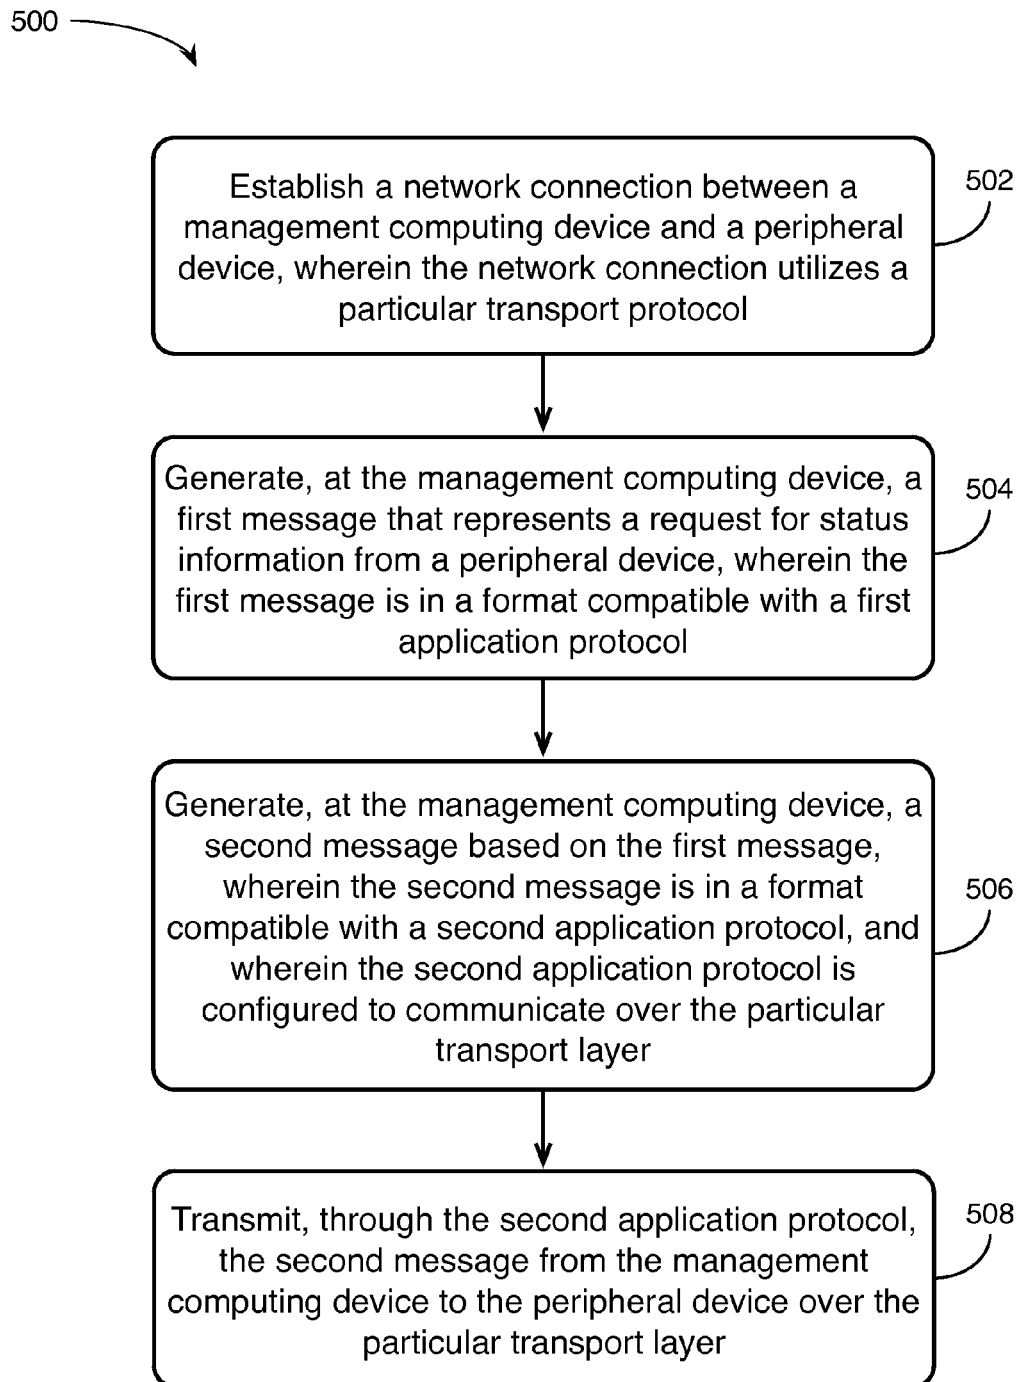 500
Establish a network connection between a
management computing device and a peripheral
device, wherein the network connection utilizes a
particular transport protocol
502
Generate, at the management computing device, a
first message that represents a request for status
information from a peripheral device, wherein the
first message is in a format compatible with a first
application protocol
504
Generate, at the management computing device, a
second message based on the first message,
wherein the second message is in a format
compatible with a second application protocol, and
wherein the second application protocol is
configured to communicate over the particular
transport layer
506
Transmit, through the second application protocol,
the second message from the management
computing device to the peripheral device over the
particular transport layer
508